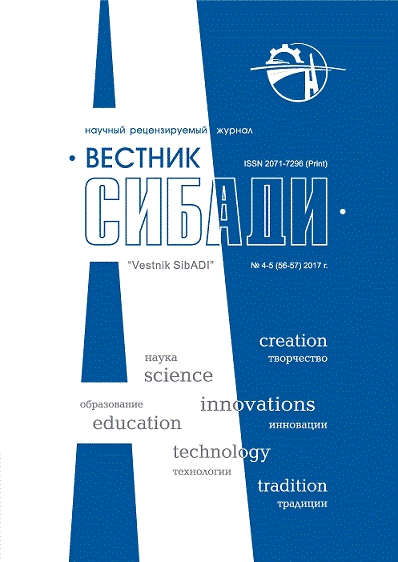 научный рецензируемый журнал
• ВЕСТНИК
ISSN 2071-7296 (Print)
СИБАДИ •
"Vestnik SibADI"
№ 4-5 (56-57) 2017 г.
creation
творчество
наука
science
образование
education
innovations
инновации
technology
технологии
tradition
традиции